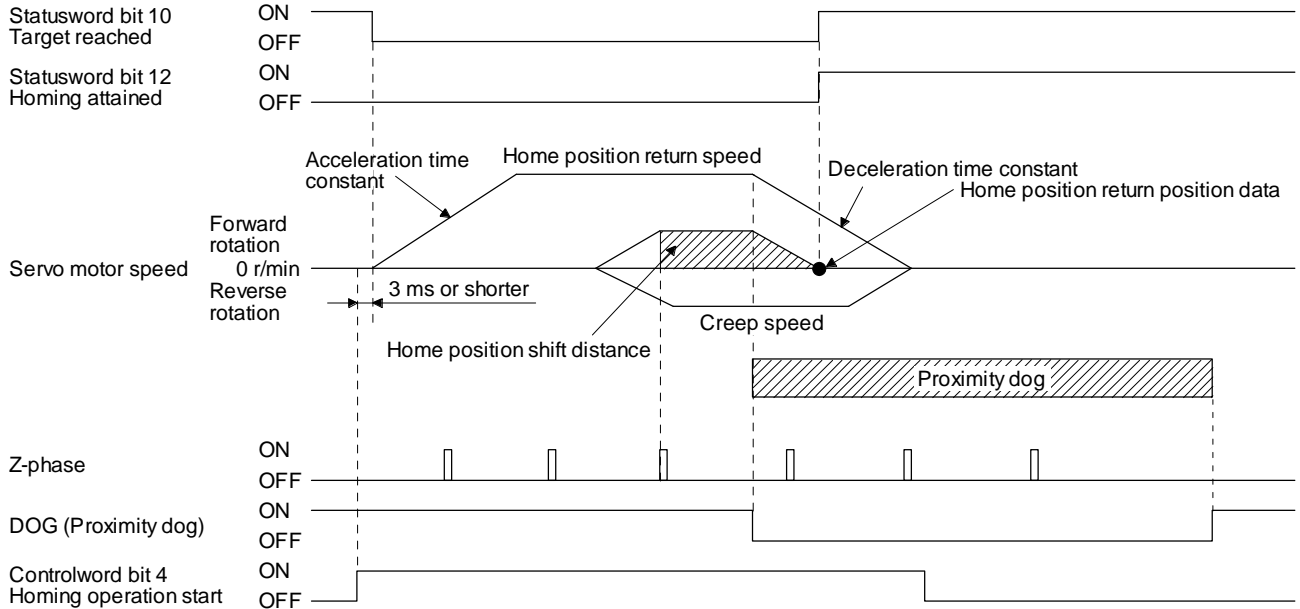 Statusword bit 10
Target reached
ON
OFF
Statusword bit 12
Homing attained
ON
OFF
Acceleration time
constant
Home position return speed
Deceleration time constant
Home position return position data
Forward
rotation
Servo motor speed
0 r/min
Reverse
rotation
3 ms or shorter
Creep speed
Home position shift distance
Proximity dog
Z-phase
ON
OFF
DOG (Proximity dog)
ON
OFF
Controlword bit 4
Homing operation start
ON
OFF